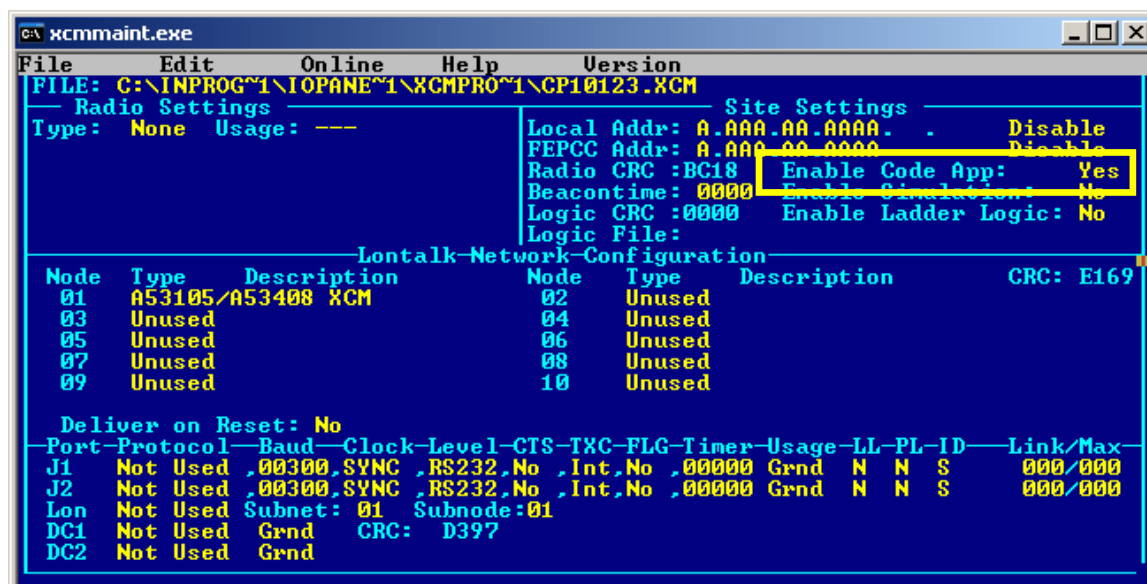 xcmmaint.exe
File Edit Online Help Version
FILE: C:\INPROG~1\IOPANE~1\XCMPRO~1\CP10123.XCM
Radio Settings Site Settings
Type: None Usage: --- Local Addr: A.AAA.AA.AAAA. . Disable
FEPCC Addr: A.AAA.AA.AAAA Disable
Radio CRC :BC18 Enable Code App: Yes
Beacontime: 0000 Enable Simulation: No
Logic CRC :0000 Enable Ladder Logic: No
Logic File:
Lontalk Network Configuration
Node Type Description Node Type Description CRC: E169
01 A53105/A53408 XCM 02 Unused
03 Unused 04 Unused
05 Unused 06 Unused
07 Unused 08 Unused
09 Unused 10 Unused
Deliver on Reset: No
Port Protocol Baud Clock Level CTS TXC FLG Timer Usage LL PL ID Link/Max
J1 Not Used ,00300,SYNC ,RS232,No ,Int,No ,00000 Grnd N N S 000/000
J2 Not Used ,00300,SYNC ,RS232,No ,Int,No ,00000 Grnd N N S 000/000
Lon Not Used Subnet: 01 Subnode:01
DC1 Not Used Grnd CRC: D397
DC2 Not Used Grnd